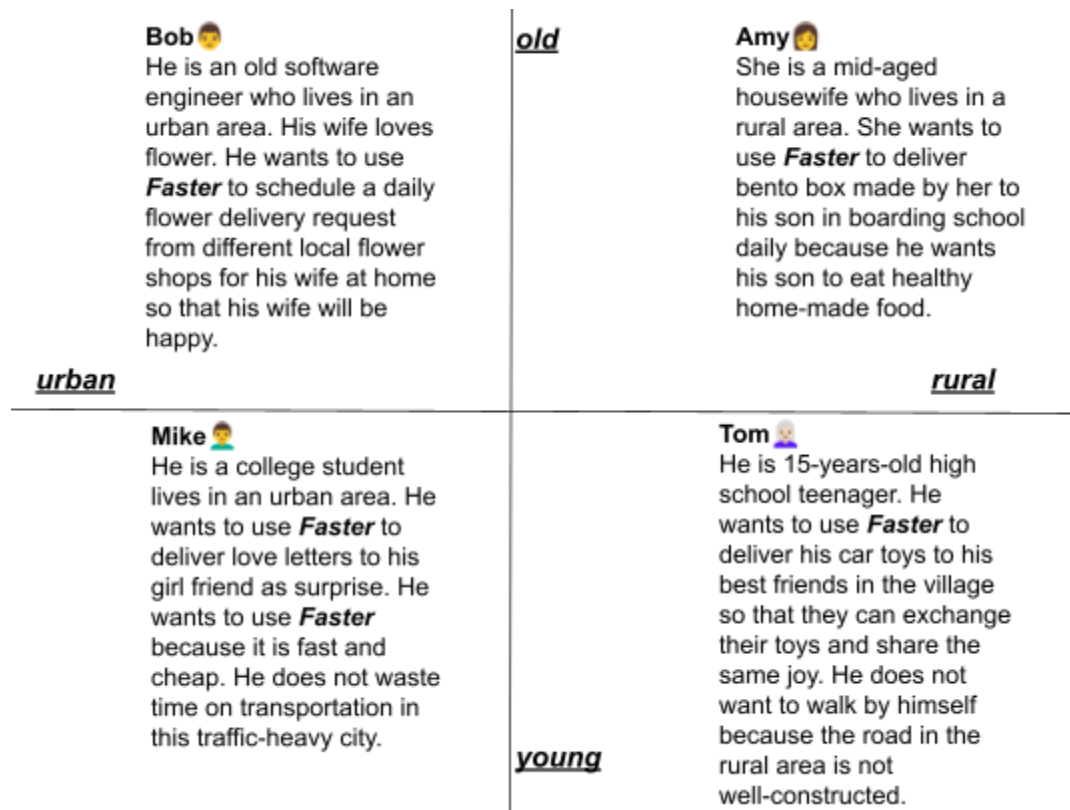 Bob
He is an old software
engineer who lives in an
urban area. His wife loves
flower. He wants to use
Faster to schedule a daily
flower delivery request
from different local flower
shops for his wife at home
so that his wife will be
happy.
old
Amy
She is a mid-aged
housewife who lives in a
rural area. She wants to
use Faster to deliver
bento box made by her to
his son in boarding school
daily because he wants
his son to eat healthy
home-made food.
urban
rural
Mike
He is a college student
lives in an urban area. He
wants to use Faster to
deliver love letters to his
girl friend as surprise. He
wants to use Faster
because it is fast and
cheap. He does not waste
time on transportation in
this traffic-heavy city.
young
Tom
He is 15-years-old high
school teenager. He
wants to use Faster to
deliver his car toys to his
best friends in the village
so that they can exchange
their toys and share the
same joy. He does not
want to walk by himself
because the road in the
rural area is not
well-constructed.